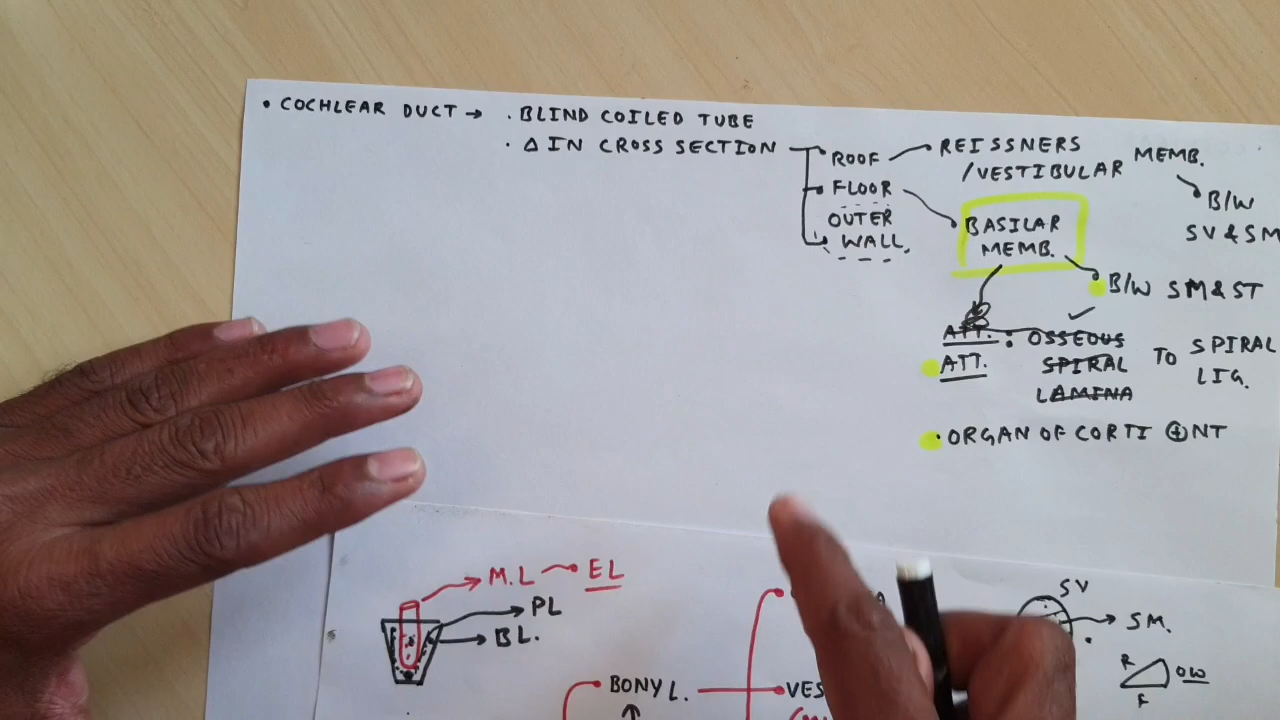 • COCHLEAR DUCT → . BLIND COILED TUBE
. Δ IN CROSS SECTION
ROOF
REISSNERS
/VESTIBULAR MEMB.
B/W
SV & SM
FLOOR
BASILAR
MEMB.
OUTER
WALL.
B/W SM & ST
ATT. : OSSEOUS
ATT. SPIRAL TO SPIRAL
LAMINA LIG.
• ORGAN OF CORTI ⊕NT
M.L
EL
PL
BL.
BONY L.
VES
SV
SM.
R
OW
F